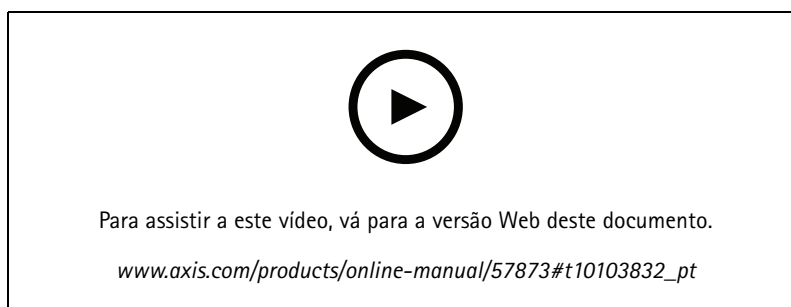 Para assistir a este vídeo, vá para a versão Web deste documento.
www.axis.com/products/online-manual/57873#t10103832_pt